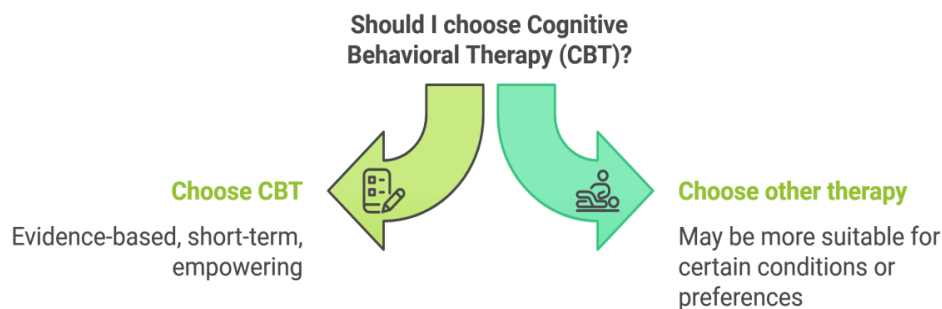 Should I choose Cognitive
Behavioral Therapy (CBT)?
Choose CBT
Evidence-based, short-term,
empowering
Choose other therapy
May be more suitable for
certain conditions or
preferences